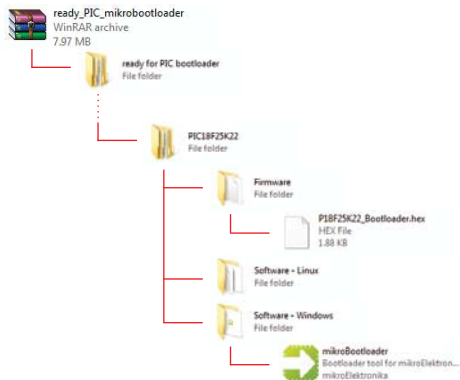 ready_PIC_mikrobootloader
WinRAR archive
7.97 MB
ready for PIC bootloader
File folder
PIC18F25K22
File folder
Firmware
File folder
P18F25K22_Bootloader.hex
HEX File
1.88 KB
Software - Linux
File folder
Software - Windows
File folder
mikroBootloader
Bootloader tool for mikroElektron...
mikroElektronika